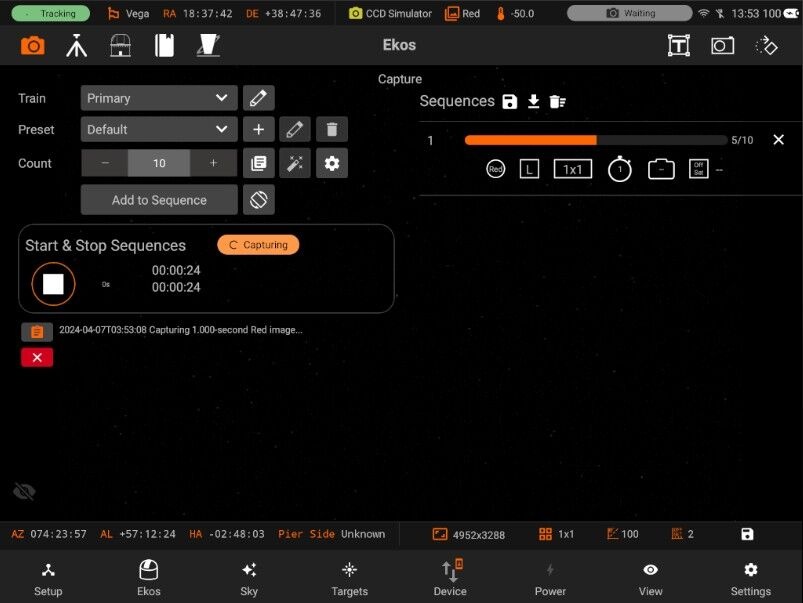 Tracking Vega RA 18:37:42 DE +38:47:36 CCD Simulator Red -50.0 Waiting 13:53 100
Ekos
T
Capture
Train Primary
Preset Default
Count 10
Add to Sequence
Sequences
1 5/10
Red L 1x1 1 Off Sat --
Start & Stop Sequences Capturing
0s 00:00:24
00:00:24
2024-04-07T03:53:08 Capturing 1.000-second Red image...
AZ 074:23:57 AL +57:12:24 HA -02:48:03 Pier Side Unknown 4952x3288 1x1 100 2
Setup Ekos Sky Targets Device Power View Settings